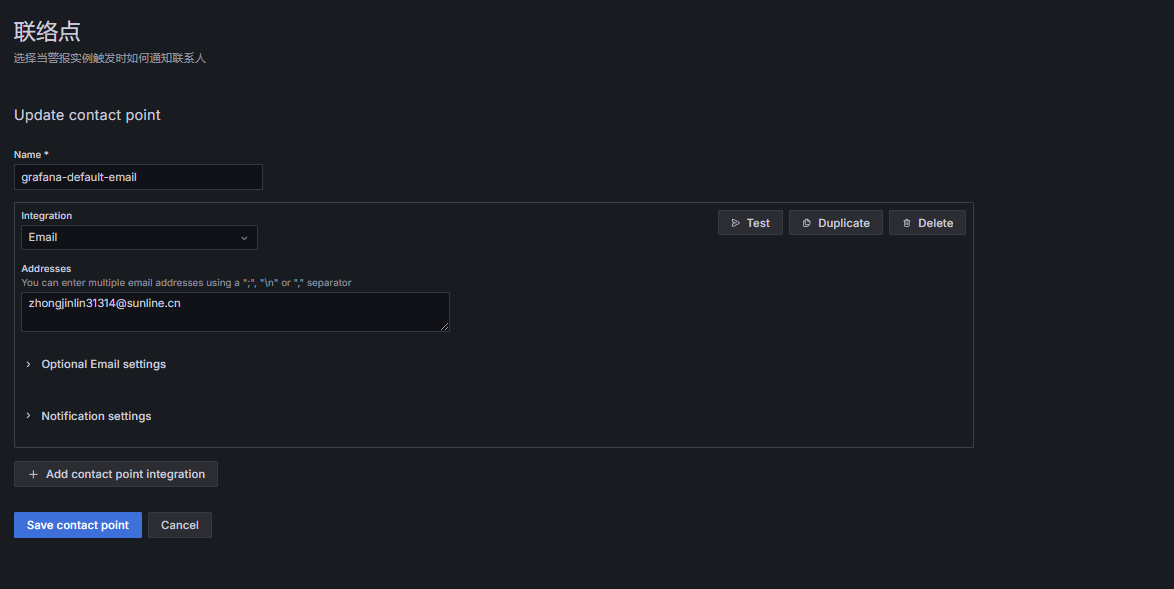 联络点
选择当警报实例触发时如何通知联系人
Update contact point
Name *
grafana-default-email
Integration
Email
Test
Duplicate
Delete
Addresses
You can enter multiple email addresses using a ";", "\n" or "," separator
zhongjinlin31314@sunline.cn
Optional Email settings
Notification settings
Add contact point integration
Save contact point
Cancel